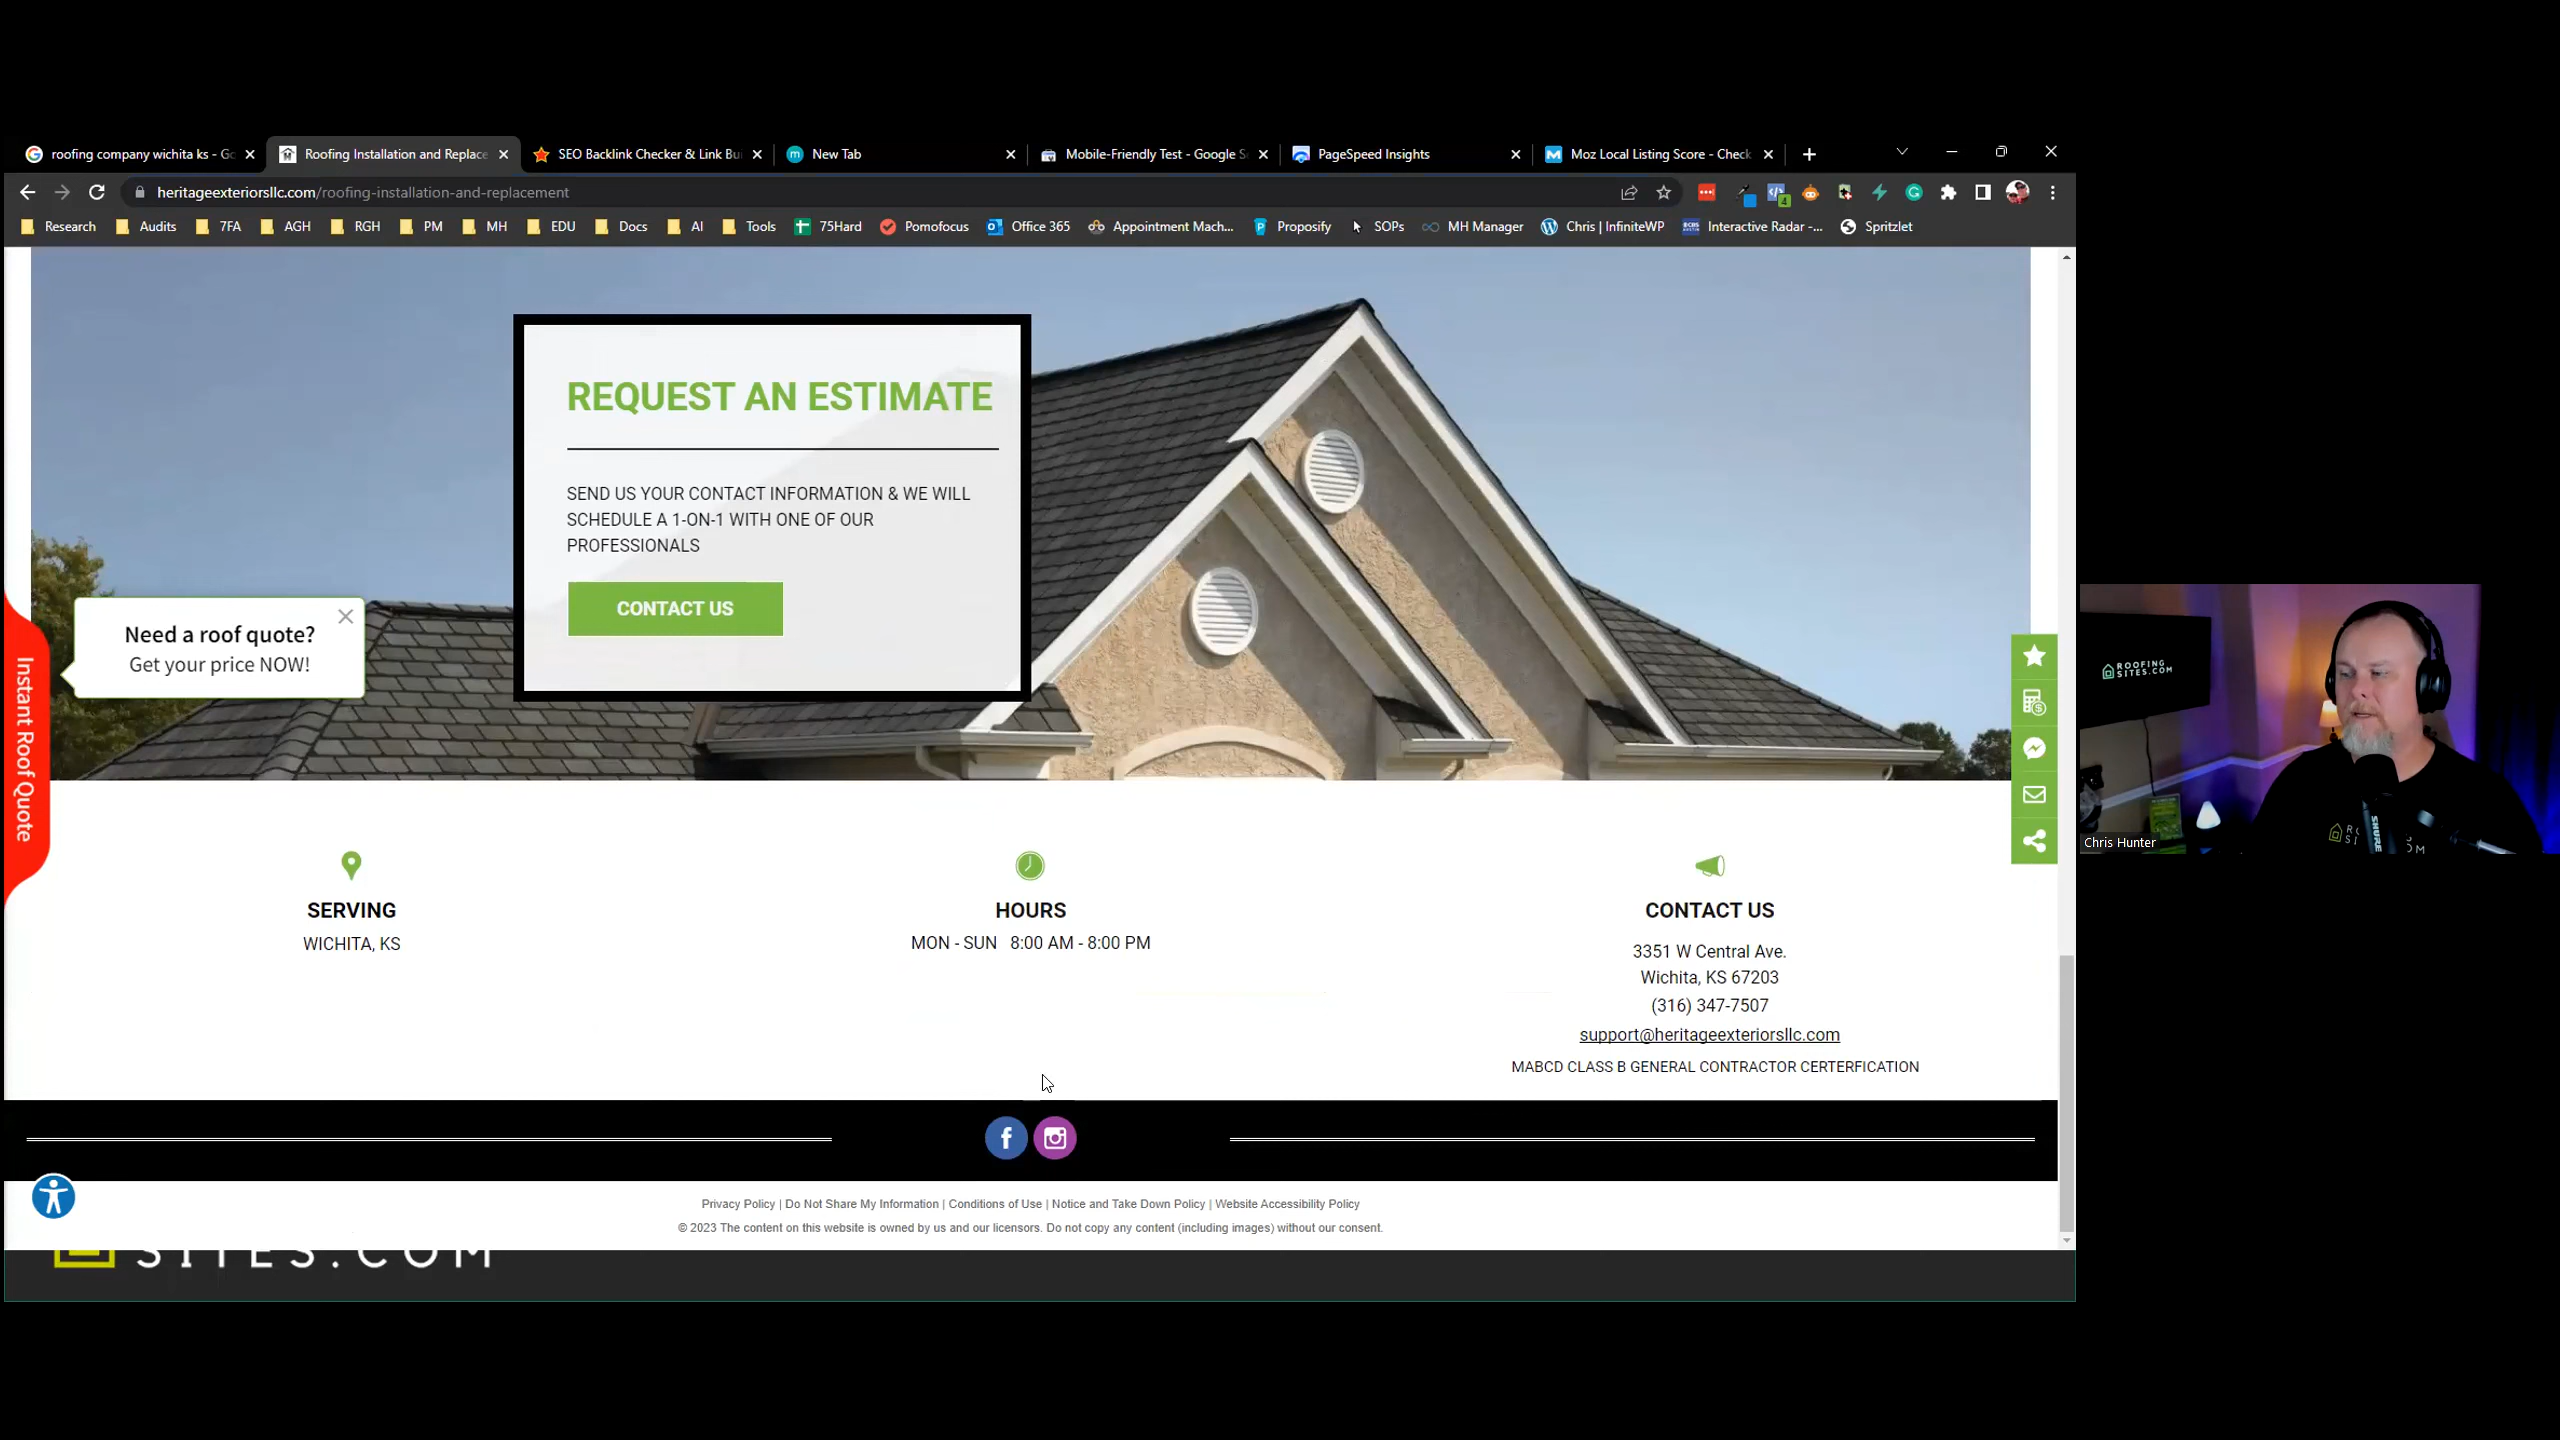 roofing company wichita ks - Go
Roofing Installation and Replace
SEO Backlink Checker & Link Bu
New Tab
Mobile-Friendly Test - Google S
PageSpeed Insights
Moz Local Listing Score - Check
heritageexteriorsllc.com/roofing-installation-and-replacement
4
Research
Audits
7FA
AGH
RGH
PM
MH
EDU
Docs
AI
Tools
75Hard
Pomofocus
Office 365
Appointment Mach...
Proposify
SOPs
MH Manager
Chris | InfiniteWP
Interactive Radar -...
Spritzlet
REQUEST AN ESTIMATE
SEND US YOUR CONTACT INFORMATION & WE WILL
SCHEDULE A 1-ON-1 WITH ONE OF OUR
PROFESSIONALS
CONTACT US
Need a roof quote?
Get your price NOW!
Instant Roof Quote
SERVING
WICHITA, KS
HOURS
MON - SUN 8:00 AM - 8:00 PM
CONTACT US
3351 W Central Ave.
Wichita, KS 67203
(316) 347-7507
support@heritageexteriorsllc.com
MABCD CLASS B GENERAL CONTRACTOR CERTERFICATION
Privacy Policy | Do Not Share My Information | Conditions of Use | Notice and Take Down Policy | Website Accessibility Policy
© 2023 The content on this website is owned by us and our licensors. Do not copy any content (including images) without our consent.
SITES.COM
ROOFING
SITES.COM
SHURE
Chris Hunter